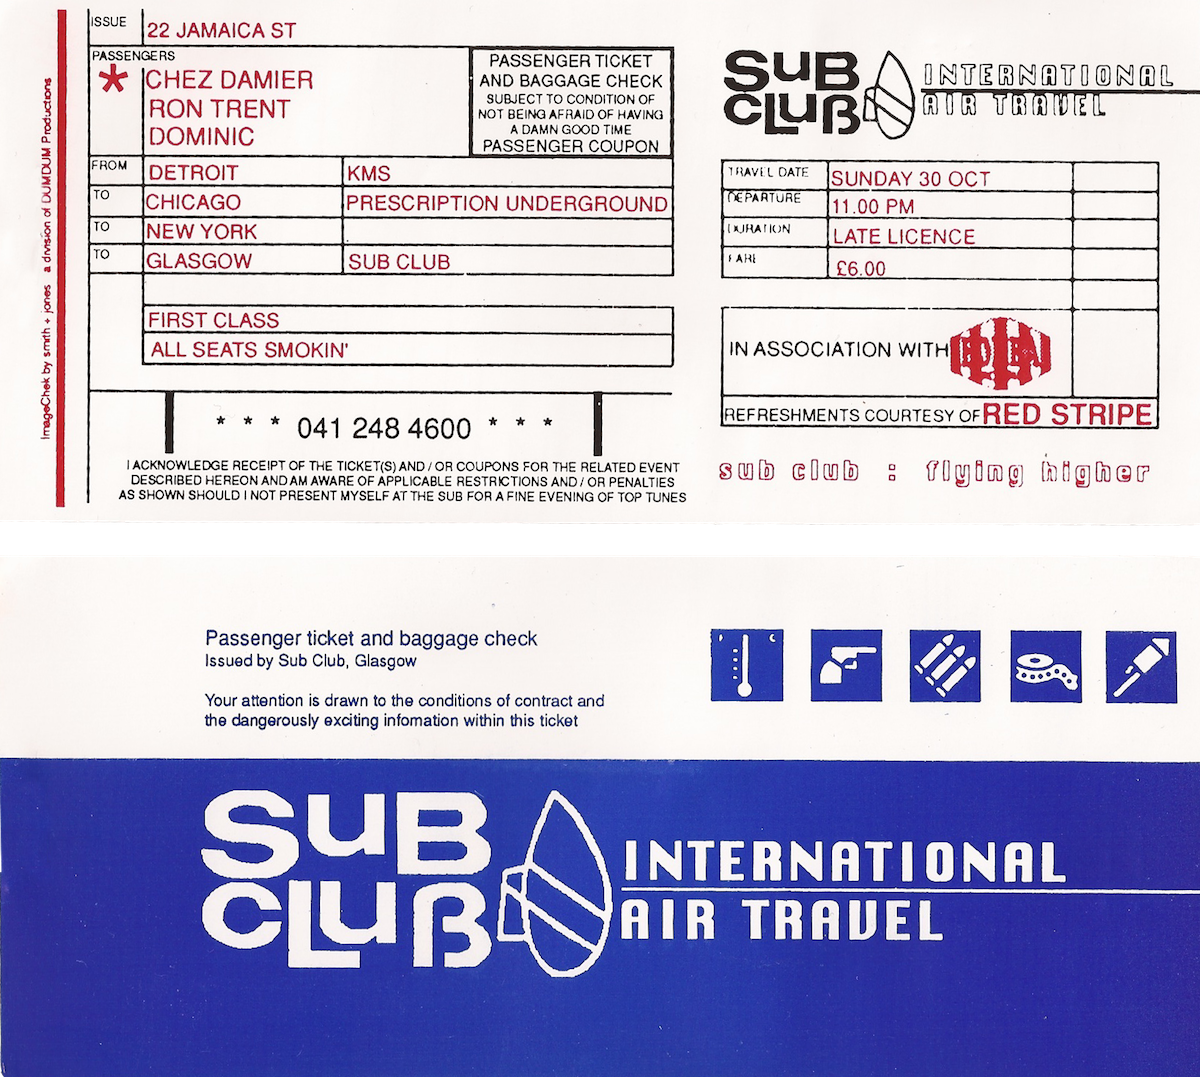 ISSUE
22 JAMAICA ST
PASSENGERS
* CHEZ DAMIER
RON TRENT
DOMINIC
PASSENGER TICKET
AND BAGGAGE CHECK
SUBJECT TO CONDITION OF
NOT BEING AFRAID OF HAVING
A DAMN GOOD TIME
PASSENGER COUPON
FROM DETROIT KMS
TO CHICAGO PRESCRIPTION UNDERGROUND
TO NEW YORK
TO GLASGOW SUB CLUB
FIRST CLASS
ALL SEATS SMOKIN'
* * * 041 248 4600 * * *
I ACKNOWLEDGE RECEIPT OF THE TICKET(S) AND / OR COUPONS FOR THE RELATED EVENT
DESCRIBED HEREON AND AM AWARE OF APPLICABLE RESTRICTIONS AND / OR PENALTIES
AS SHOWN SHOULD I NOT PRESENT MYSELF AT THE SUB FOR A FINE EVENING OF TOP TUNES
ImageChek by smith + jones a division of DUMDUM Productions
SuB
CLuB
INTERNATIONAL
AIR TRAVEL
TRAVEL DATE SUNDAY 30 OCT
DEPARTURE 11.00 PM
DURATION LATE LICENCE
FARE £6.00
IN ASSOCIATION WITH EDEN
REFRESHMENTS COURTESY OF RED STRIPE
sub club : flying higher
Passenger ticket and baggage check
Issued by Sub Club, Glasgow
Your attention is drawn to the conditions of contract and
the dangerously exciting infomation within this ticket
SuB
CLuB
INTERNATIONAL
AIR TRAVEL